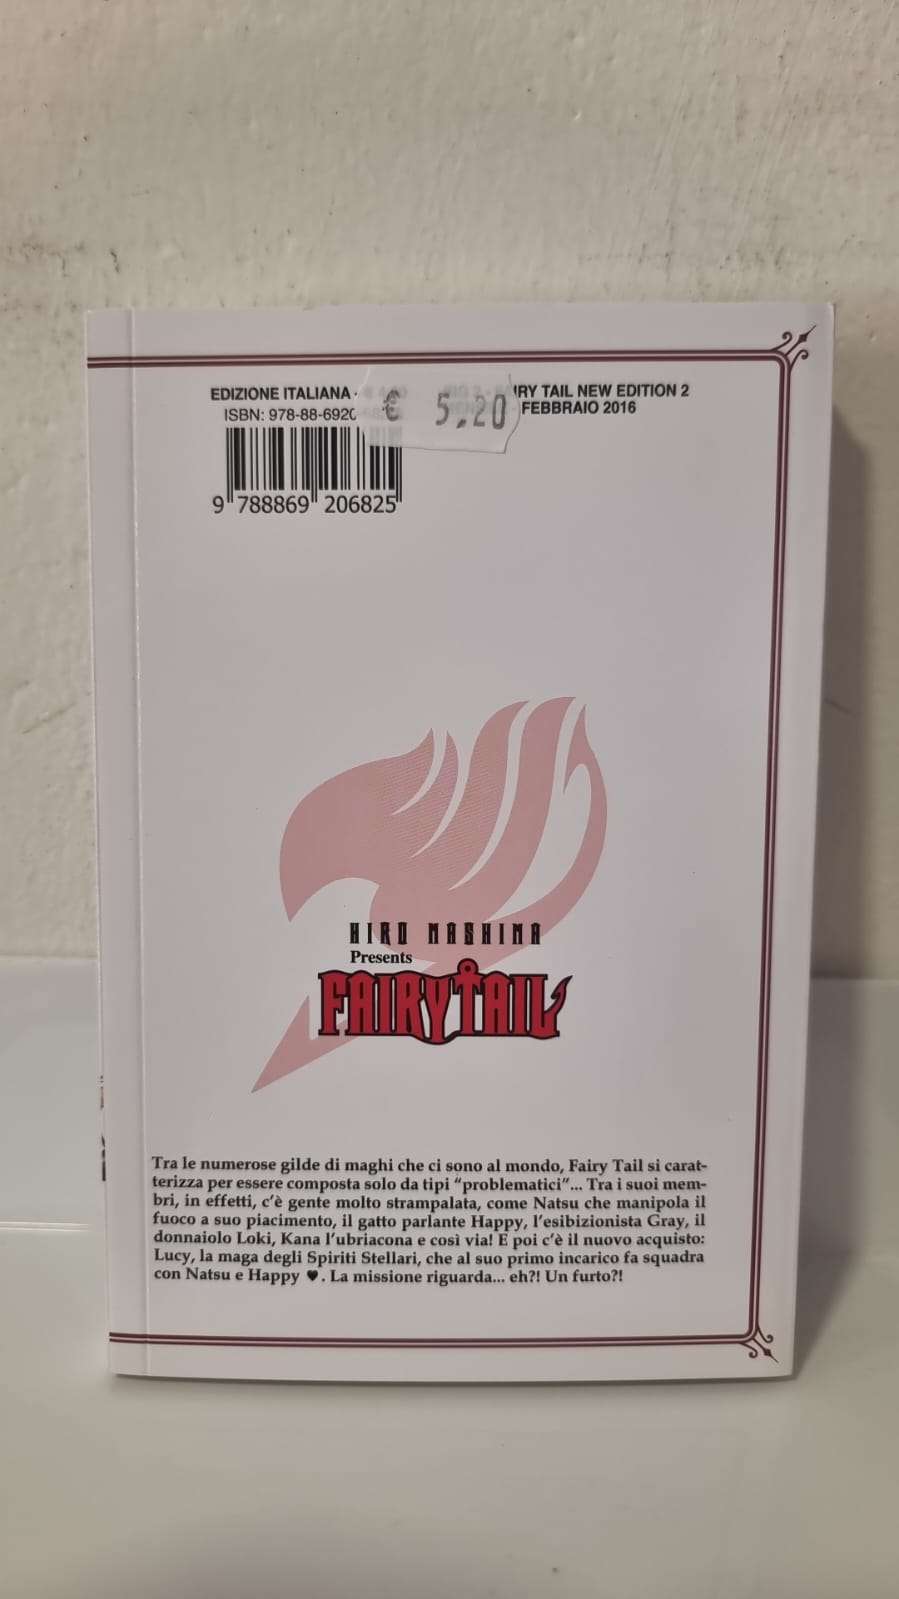 EDIZIONE ITALIANA - IRY TAIL NEW EDITION 2
ISBN: 978-88-6920 FEBBRAIO 2016
€ 5,20
9 788869 206825
HIRO MASHIMA
Presents
FAIRY TAIL
Tra le numerose gilde di maghi che ci sono al mondo, Fairy Tail si carat-
terizza per essere composta solo da tipi “problematici”... Tra i suoi mem-
bri, in effetti, c’è gente molto strampalata, come Natsu che manipola il
fuoco a suo piacimento, il gatto parlante Happy, l’esibizionista Gray, il
donnaiolo Loki, Kana l’ubriacona e così via! E poi c’è il nuovo acquisto:
Lucy, la maga degli Spiriti Stellari, che al suo primo incarico fa squadra
con Natsu e Happy ♥. La missione riguarda... eh?! Un furto?!